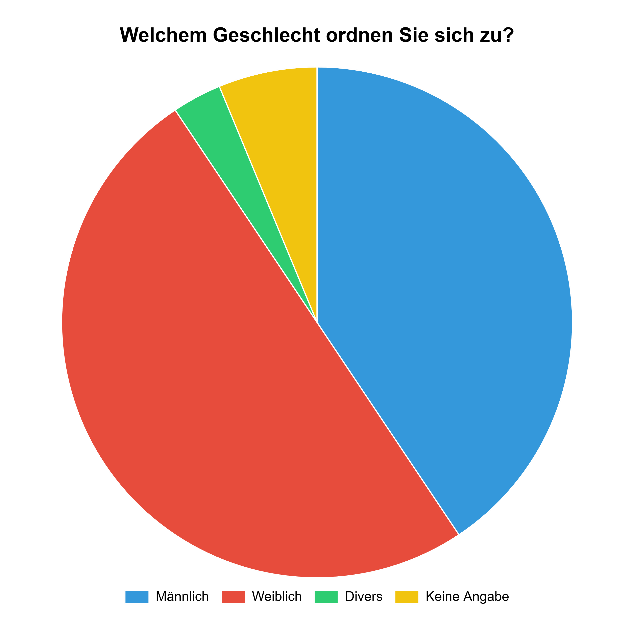 Welchem Geschlecht ordnen Sie sich zu?
Männlich Weiblich Divers Keine Angabe